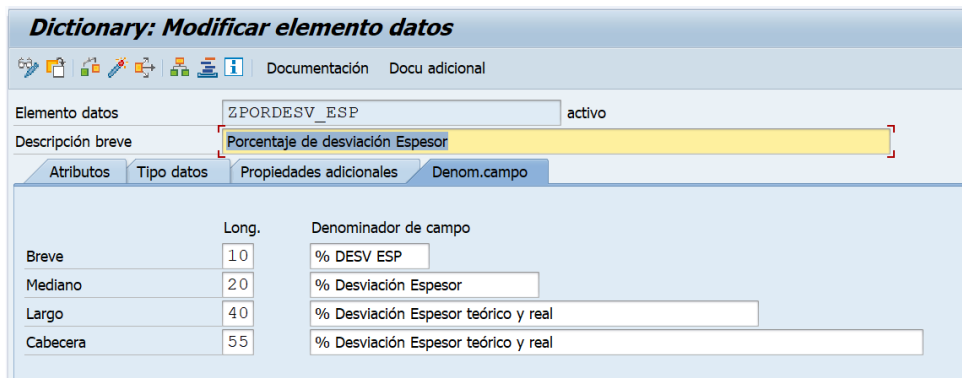 Dictionary: Modificar elemento datos
Documentación Docu adicional
Elemento datos ZPORDESV_ESP activo
Descripción breve Porcentaje de desviación Espesor
Atributos Tipo datos Propiedades adicionales Denom.campo
Long. Denominador de campo
Breve 10 % DESV ESP
Mediano 20 % Desviación Espesor
Largo 40 % Desviación Espesor teórico y real
Cabecera 55 % Desviación Espesor teórico y real